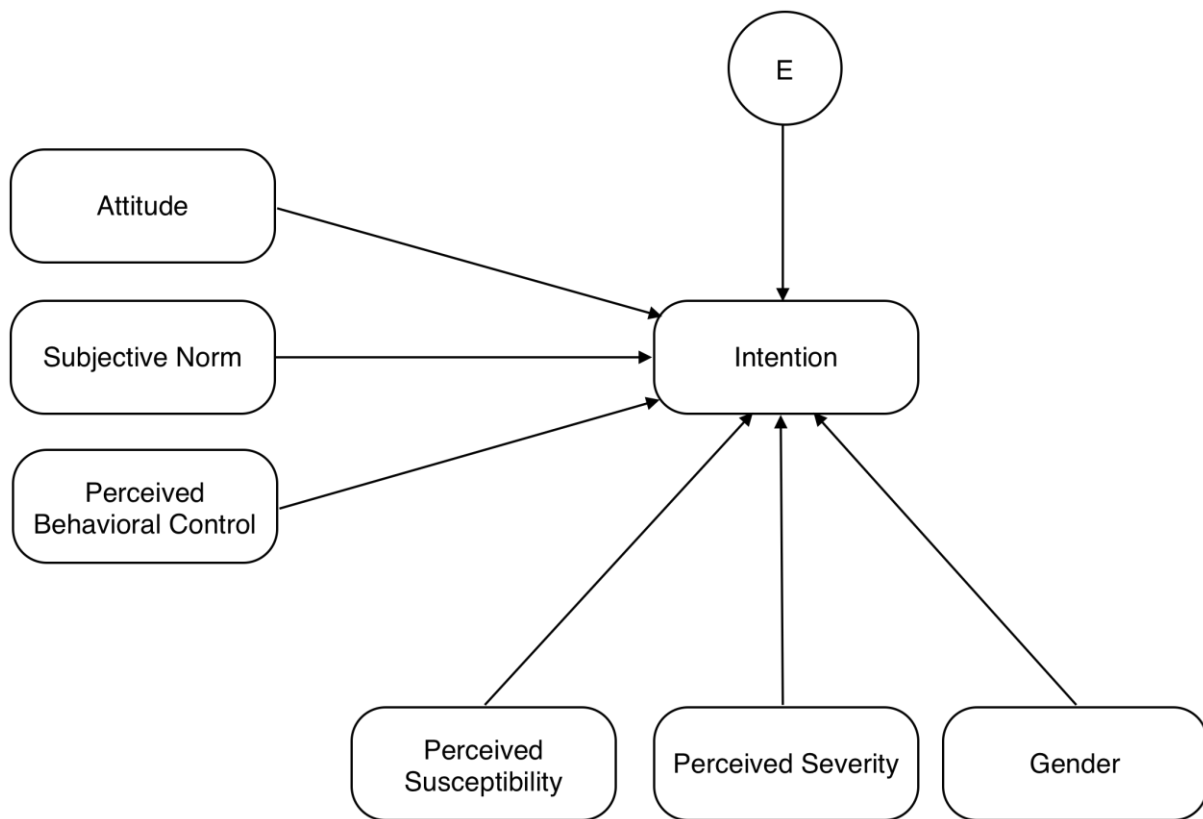 E
Attitude
Subjective Norm
Intention
Perceived
Behavioral Control
Perceived
Susceptibility
Perceived Severity
Gender